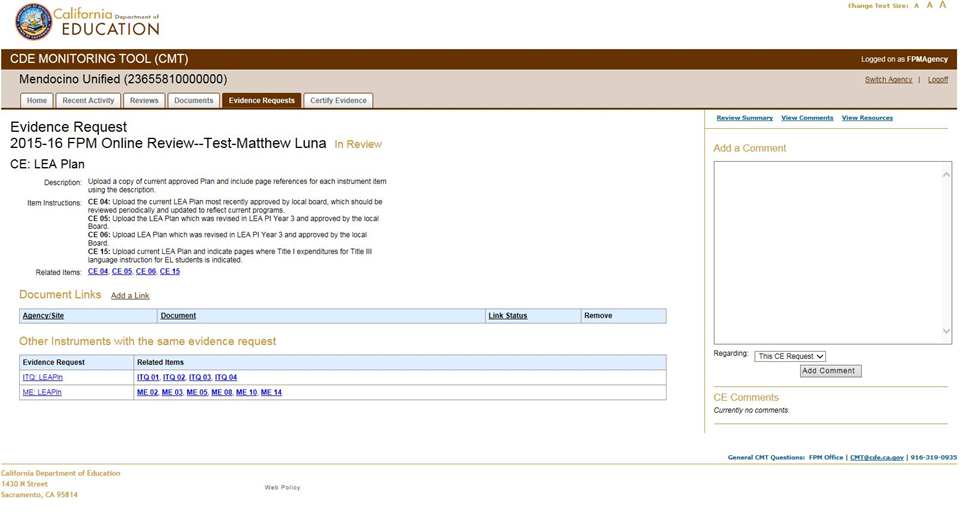 California Department of
EDUCATION
Change Text Size: A A A
CDE MONITORING TOOL (CMT)
Logged on as FPMAgency
Mendocino Unified (23655810000000)
Switch Agency | Logoff
Home
Recent Activity
Reviews
Documents
Evidence Requests
Certify Evidence
Evidence Request
2015-16 FPM Online Review--Test-Matthew Luna In Review
CE: LEA Plan
Description: Upload a copy of current approved Plan and include page references for each instrument item
using the description.
Item Instructions: CE 04: Upload the current LEA Plan most recently approved by local board, which should be
reviewed periodically and updated to reflect current programs.
CE 05: Upload the LEA Plan which was revised in LEA PI Year 3 and approved by the local
Board.
CE 06: Upload LEA Plan which was revised in LEA PI Year 3 and approved by the local
Board.
CE 15: Upload current LEA Plan and indicate pages where Title I expenditures for Title III
language instruction for EL students is indicated.
Related Items: CE 04, CE 05, CE 06, CE 15
Document Links Add a Link
Agency/Site Document Link Status Remove
Other Instruments with the same evidence request
Evidence Request Related Items
ITQ: LEAPln ITQ 01, ITQ 02, ITQ 03, ITQ 04
ME: LEAPln ME 02, ME 03, ME 05, ME 08, ME 10, ME 14
Review Summary View Comments View Resources
Add a Comment
Regarding: This CE Request
Add Comment
CE Comments
Currently no comments.
General CMT Questions: FPM Office | CMT@cde.ca.gov | 916-319-0935
California Department of Education
1430 N Street
Sacramento, CA 95814
Web Policy